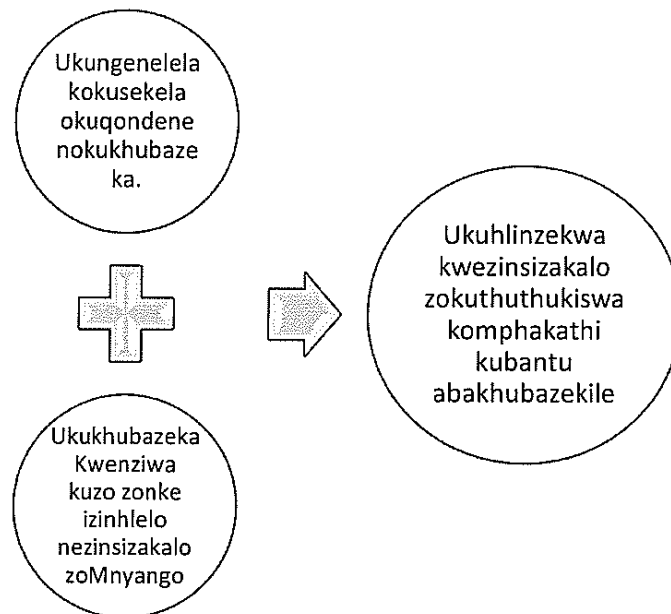 Ukungenelela
kokusekela
okuqondene
nokukhubaze
ka.
Ukukhubazeka
Kwenziwa
kuzo zonke
izinhlelo
nezinsizakalo
zoMnyango
Ukuhlinzekwa
kwezinsizakalo
zokuthuthukiswa
komphakathi
kubantu
abakhubazekile